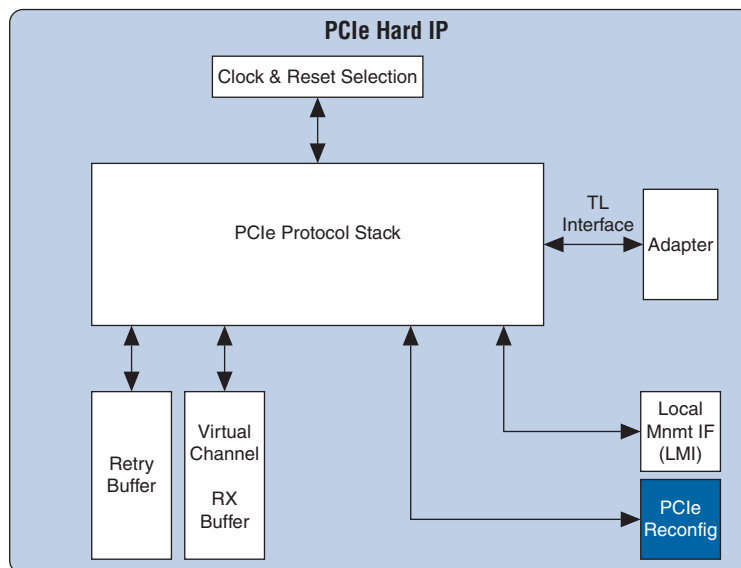 PCIe Hard IP
Clock & Reset Selection
PCIe Protocol Stack
TL
Interface
Adapter
Retry
Buffer
Virtual
Channel
RX
Buffer
Local
Mnmt IF
(LMI)
PCIe
Reconfig